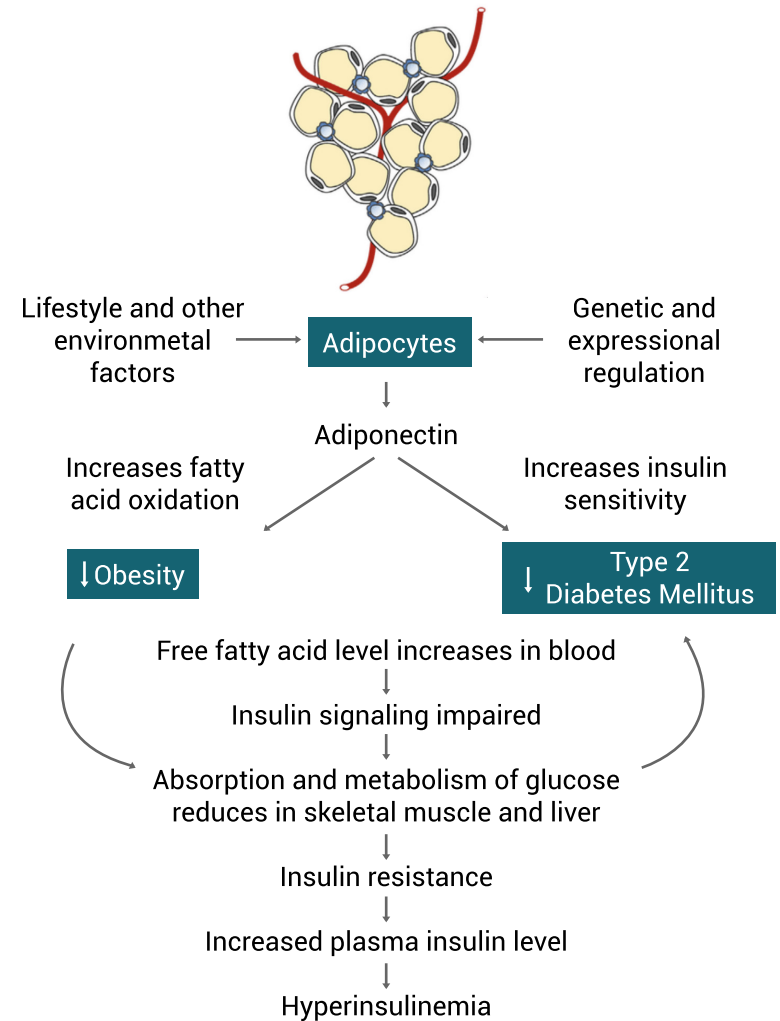 Lifestyle and other
environmetal
factors
Adipocytes
Genetic and
expressional
regulation
Adiponectin
Increases fatty
acid oxidation
Increases insulin
sensitivity
↓ Obesity
↓ Type 2
Diabetes Mellitus
Free fatty acid level increases in blood
Insulin signaling impaired
Absorption and metabolism of glucose
reduces in skeletal muscle and liver
Insulin resistance
Increased plasma insulin level
Hyperinsulinemia